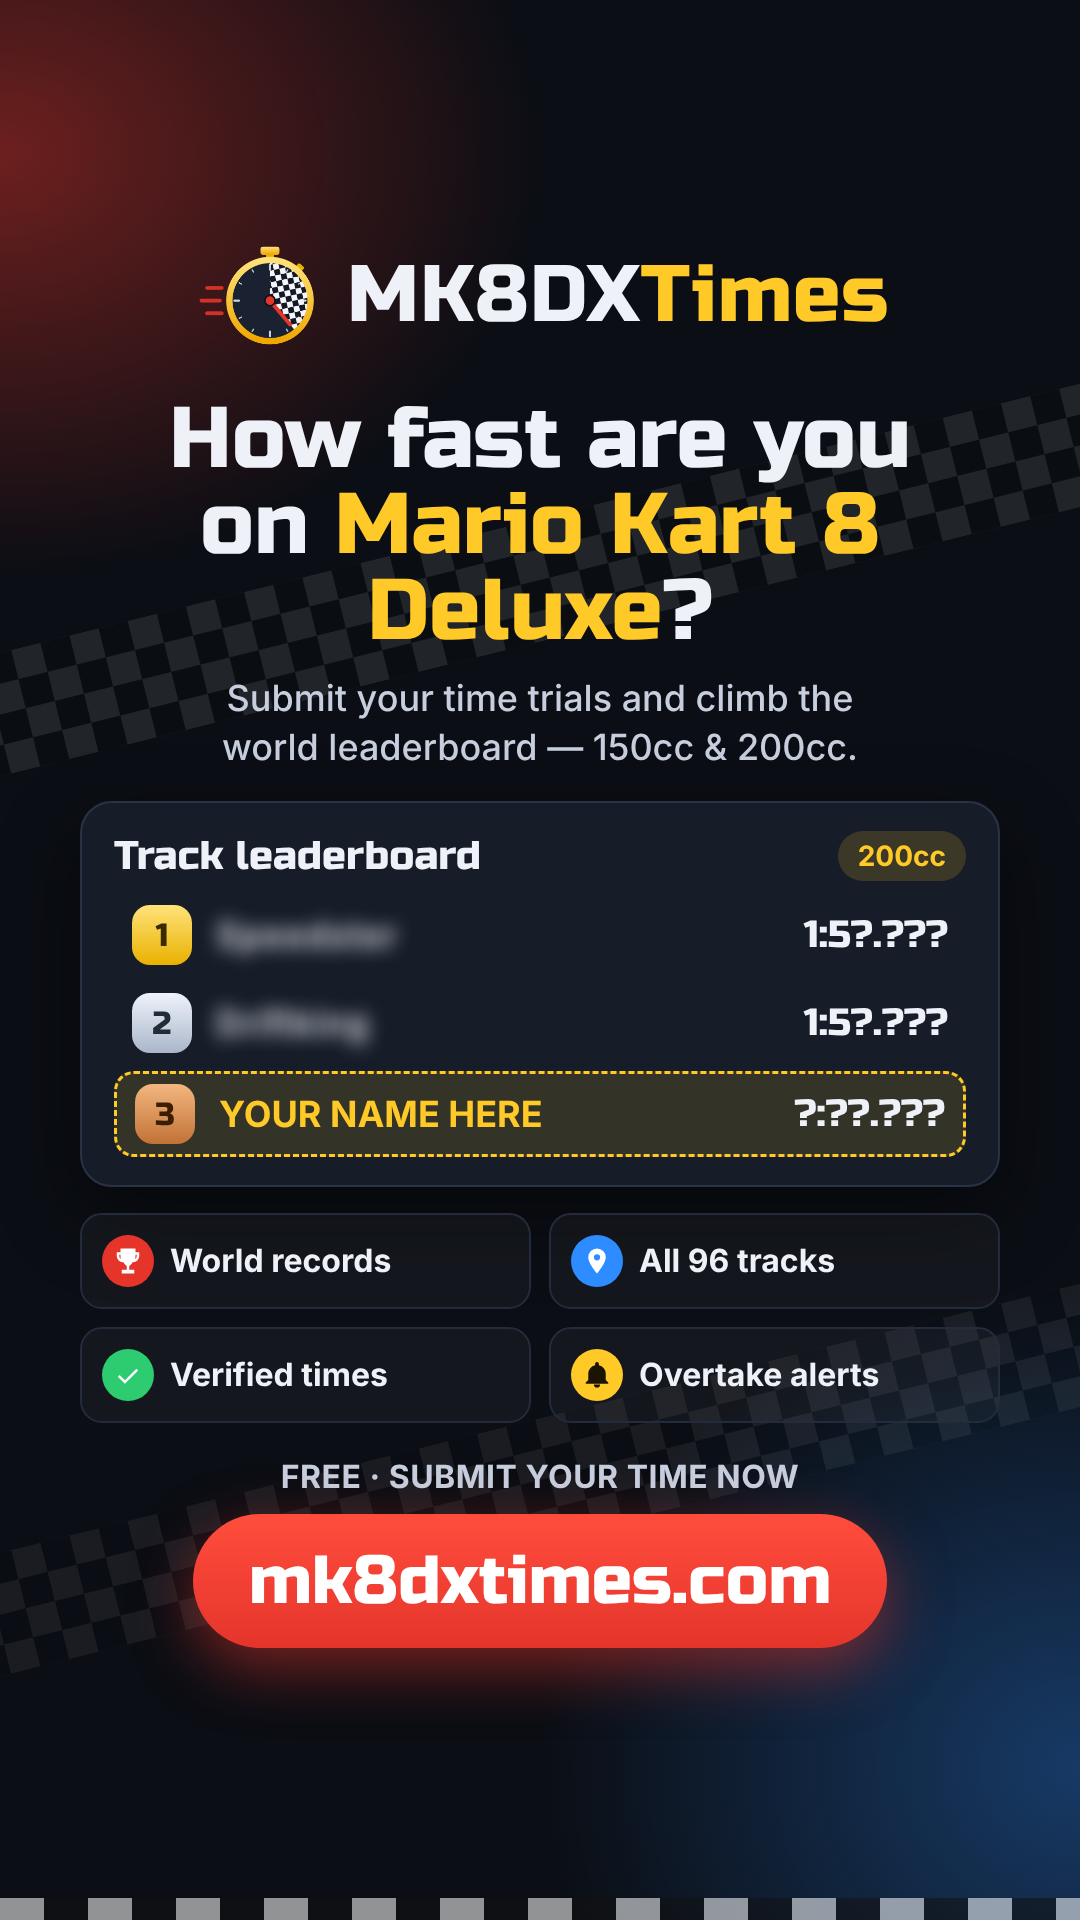 MK8DXTimes
How fast are you
on Mario Kart 8
Deluxe?
Submit your time trials and climb the
world leaderboard — 150cc & 200cc.
Track leaderboard
200cc
1 Speedster 1:5?.???
2 1:5?.???
3 YOUR NAME HERE ?:??.???
World records
All 96 tracks
Verified times
Overtake alerts
FREE · SUBMIT YOUR TIME NOW
mk8dxtimes.com